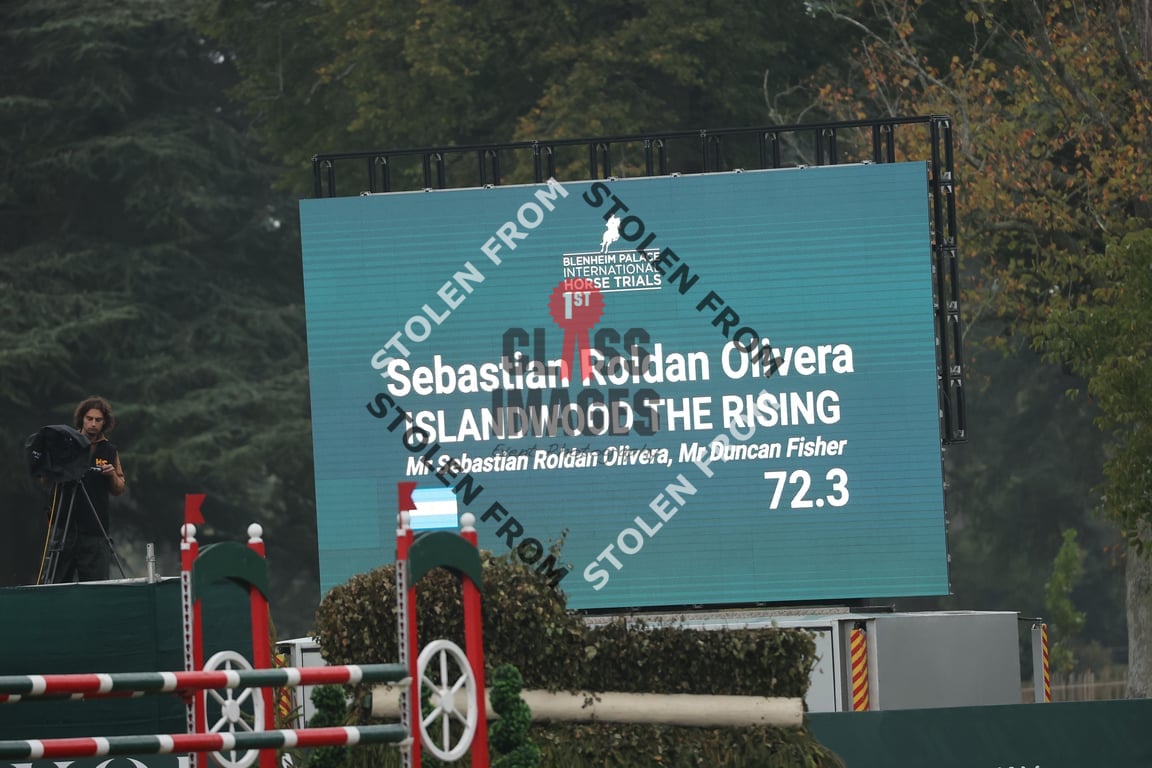 BLENHEIM PALACE
INTERNATIONAL
HORSE TRIALS
1ST
Sebastian Roldan Olivera
ISLANDWOOD THE RISING
Mr Sebastian Roldan Olivera, Mr Duncan Fisher
72.3
STOLEN FROM
STOLEN FROM
GLASS
IMAGES
STOLEN FROM
STOLEN FROM